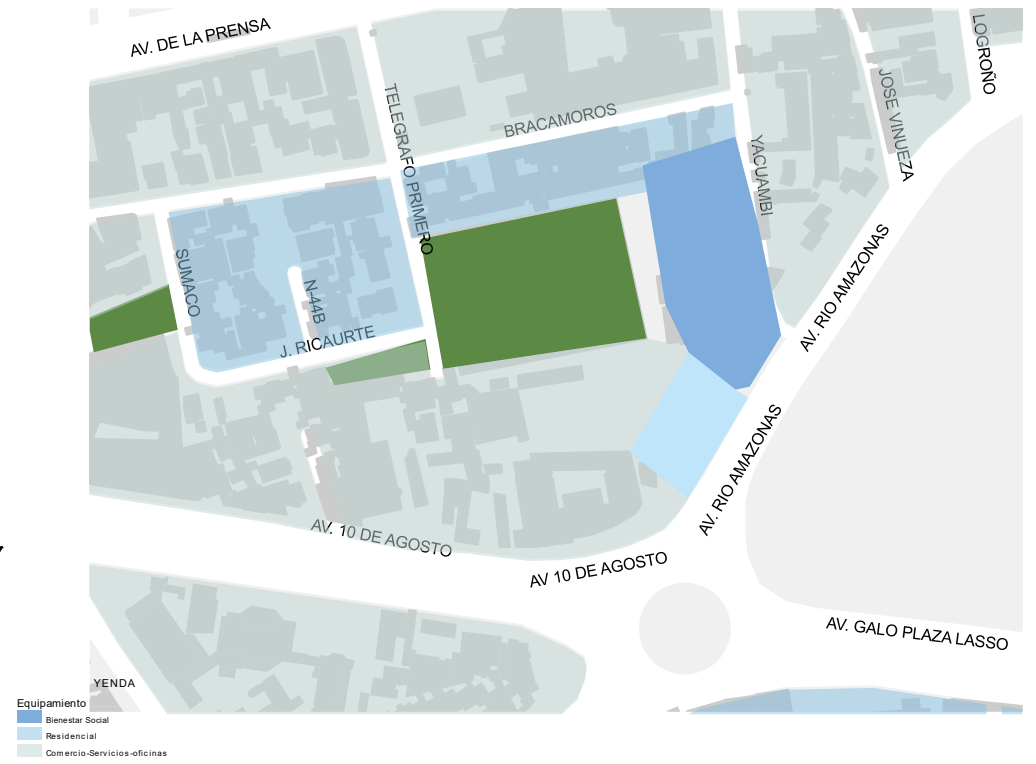 AV. DE LA PRENSA
LOGROÑO
JOSE VINUEZA
TELEGRAFO PRIMERO
BRACAMOROS
YACUAMBI
SUMACO
N-44B
J. RICAURTE
AV. RIO AMAZONAS
AV. RIO AMAZONAS
AV. 10 DE AGOSTO
AV 10 DE AGOSTO
AV. GALO PLAZA LASSO
YENDA
Equipamiento
Bienestar Social
Residencial
Comercio-Servicios-oficinas